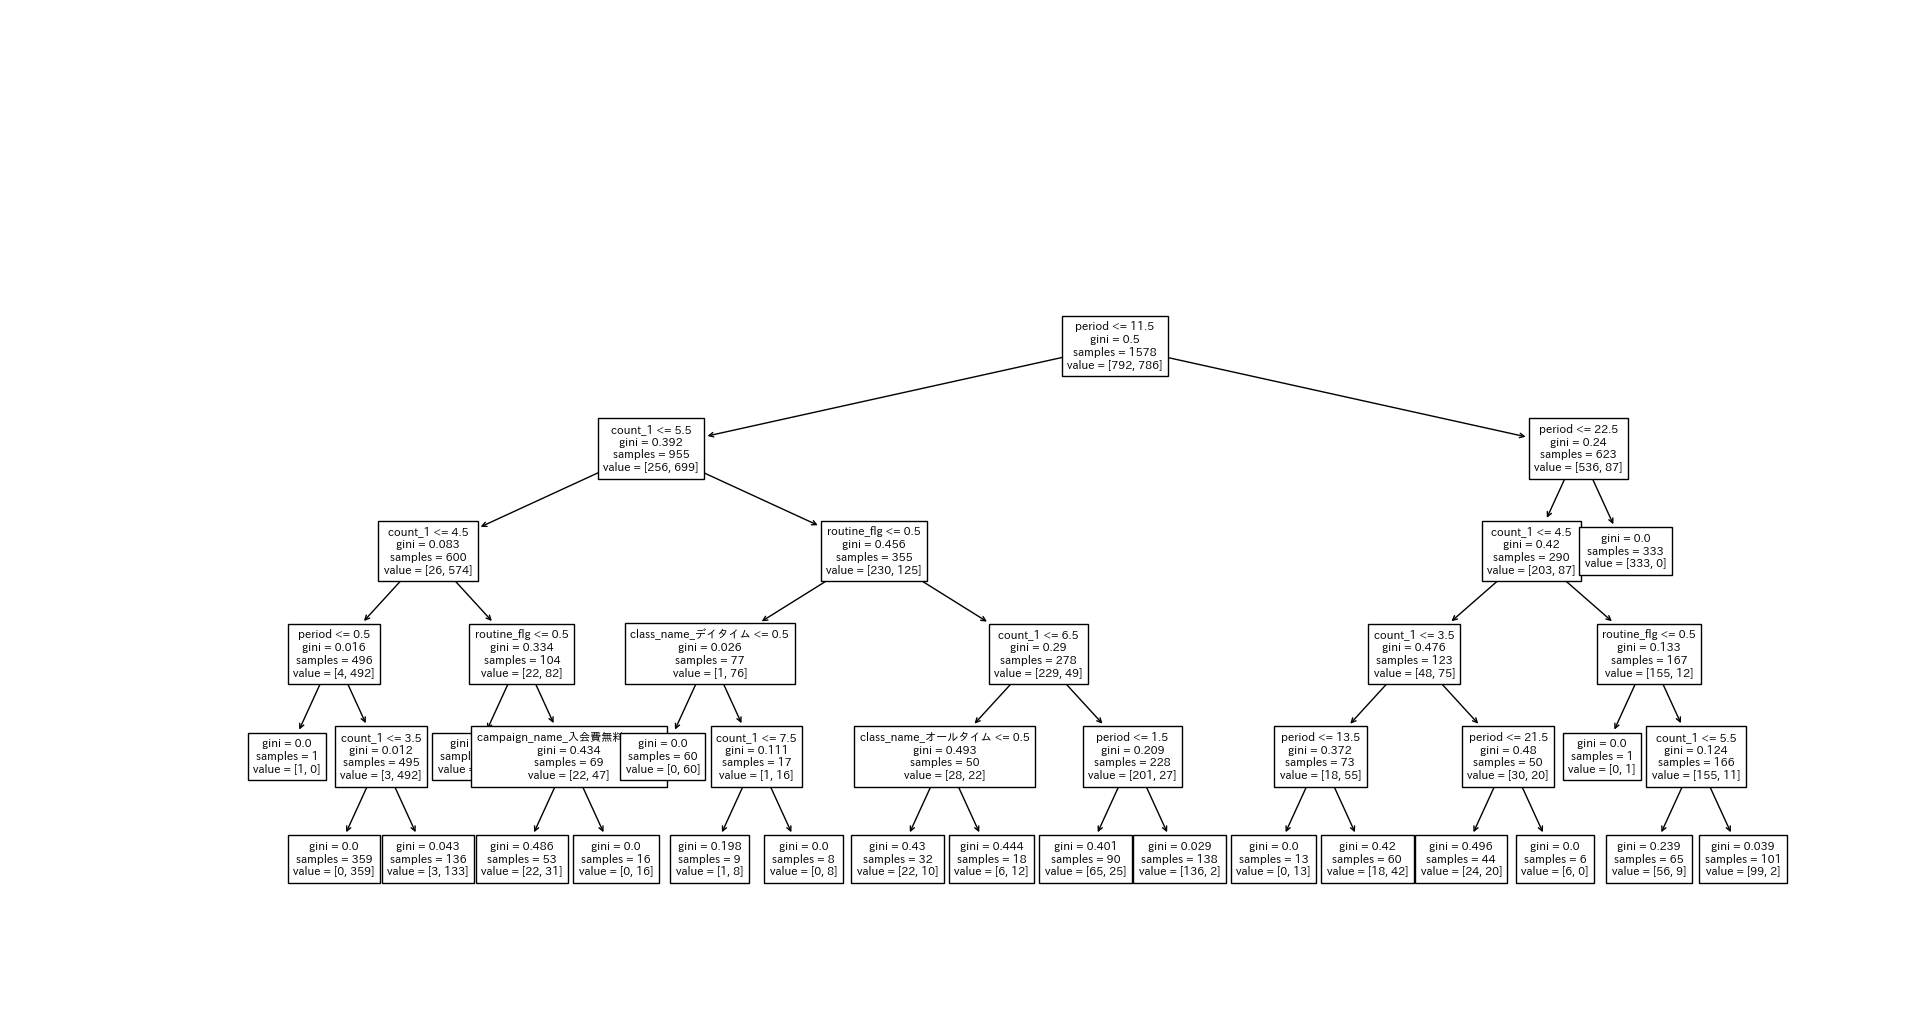 period <= 11.5
gini = 0.5
samples = 1578
value = [792, 786]
count_1 <= 5.5
gini = 0.392
samples = 955
value = [256, 699]
period <= 22.5
gini = 0.24
samples = 623
value = [536, 87]
count_1 <= 4.5
gini = 0.083
samples = 600
value = [26, 574]
routine_flg <= 0.5
gini = 0.456
samples = 355
value = [230, 125]
count_1 <= 4.5
gini = 0.42
samples = 290
value = [203, 87]
gini = 0.0
samples = 333
value = [333, 0]
period <= 0.5
gini = 0.016
samples = 496
value = [4, 492]
routine_flg <= 0.5
gini = 0.334
samples = 104
value = [22, 82]
class_name_デイタイム <= 0.5
gini = 0.026
samples = 77
value = [1, 76]
count_1 <= 6.5
gini = 0.29
samples = 278
value = [229, 49]
count_1 <= 3.5
gini = 0.476
samples = 123
value = [48, 75]
routine_flg <= 0.5
gini = 0.133
samples = 167
value = [155, 12]
gini = 0.0
samples = 1
value = [1, 0]
count_1 <= 3.5
gini = 0.012
samples = 495
value = [3, 492]
gini
sampl
value =
campaign_name_入会費無料
gini = 0.434
samples = 69
value = [22, 47]
gini = 0.0
samples = 60
value = [0, 60]
count_1 <= 7.5
gini = 0.111
samples = 17
value = [1, 16]
class_name_オールタイム <= 0.5
gini = 0.493
samples = 50
value = [28, 22]
period <= 1.5
gini = 0.209
samples = 228
value = [201, 27]
period <= 13.5
gini = 0.372
samples = 73
value = [18, 55]
period <= 21.5
gini = 0.48
samples = 50
value = [30, 20]
gini = 0.0
samples = 1
value = [0, 1]
count_1 <= 5.5
gini = 0.124
samples = 166
value = [155, 11]
gini = 0.0
samples = 359
value = [0, 359]
gini = 0.043
samples = 136
value = [3, 133]
gini = 0.486
samples = 53
value = [22, 31]
gini = 0.0
samples = 16
value = [0, 16]
gini = 0.198
samples = 9
value = [1, 8]
gini = 0.0
samples = 8
value = [0, 8]
gini = 0.43
samples = 32
value = [22, 10]
gini = 0.444
samples = 18
value = [6, 12]
gini = 0.401
samples = 90
value = [65, 25]
gini = 0.029
samples = 138
value = [136, 2]
gini = 0.0
samples = 13
value = [0, 13]
gini = 0.42
samples = 60
value = [18, 42]
gini = 0.496
samples = 44
value = [24, 20]
gini = 0.0
samples = 6
value = [6, 0]
gini = 0.239
samples = 65
value = [56, 9]
gini = 0.039
samples = 101
value = [99, 2]